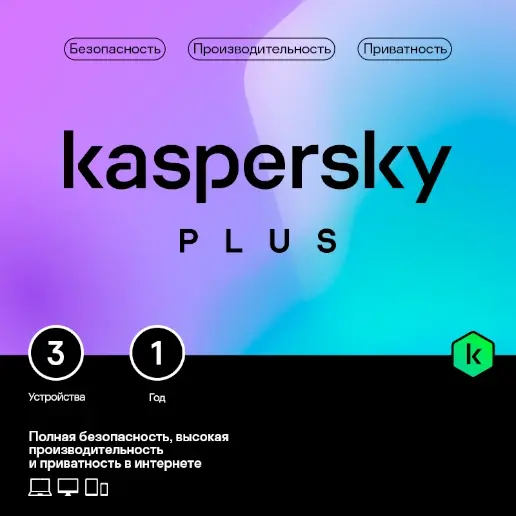 Безопасность Производительность Приватность
kaspersky
PLUS
3 1
k
Устройства Год
Полная безопасность, высокая
производительность
и приватность в интернете